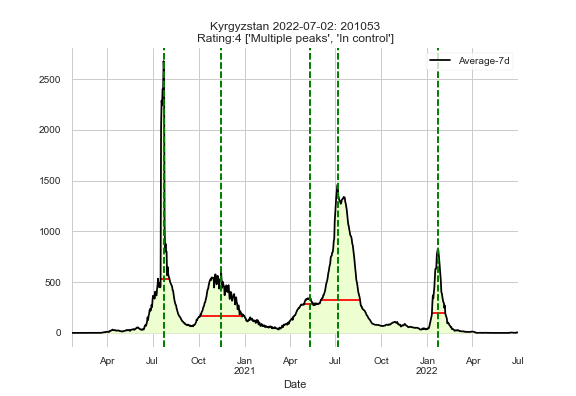 Kyrgyzstan 2022-07-02: 201053
Rating:4 ['Multiple peaks', 'In control']
Average-7d
2500
2000
1500
1000
500
0
Apr Jul Oct Jan Apr Jul Oct Jan Apr Jul
2021 2022
Date